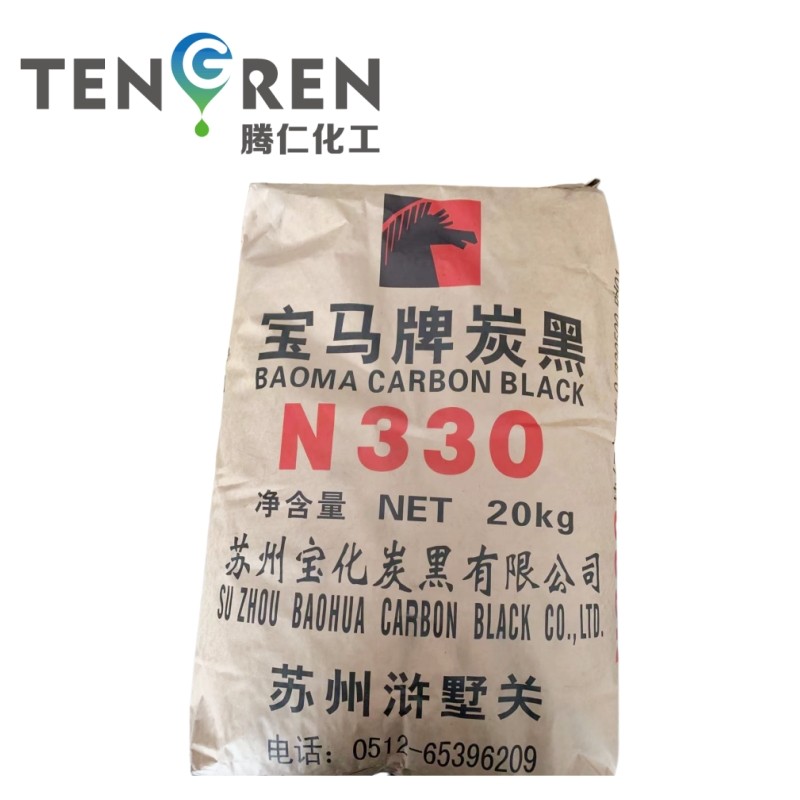 TENGREN
腾仁化工
宝马牌炭黑
BAOMA CARBON BLACK
N330
净含量 NET 20kg
苏州宝化炭黑有限公司
SU ZHOU BAOHUA CARBON BLACK CO.,LTD.
苏州浒墅关
电话：0512-65396209